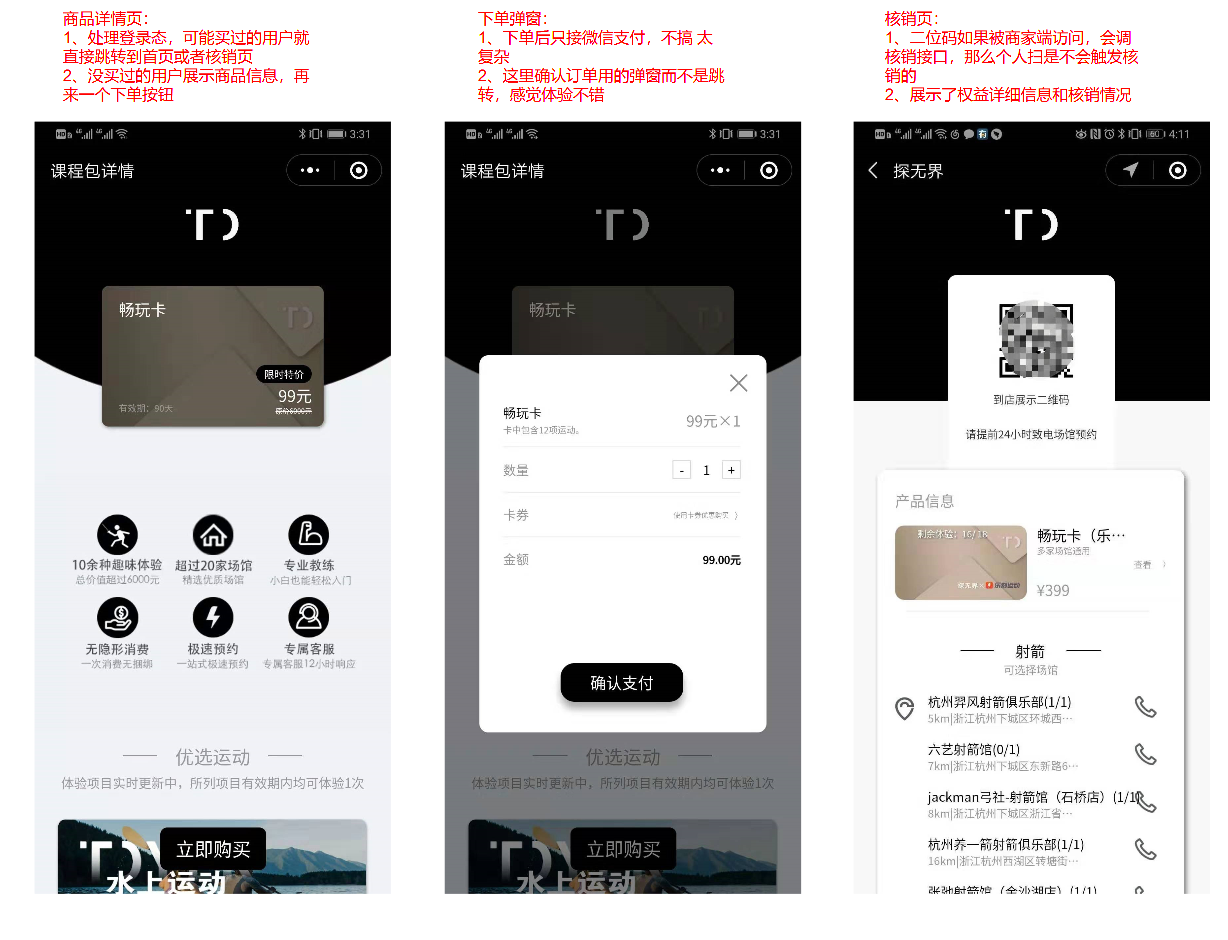 商品详情页：
1、处理登录态，可能买过的用户就
直接跳转到首页或者核销页
2、没买过的用户展示商品信息，再
来一个下单按钮
下单弹窗：
1、下单后只接微信支付，不搞 太
复杂
2、这里确认订单用的弹窗而不是跳
转，感觉体验不错
核销页：
1、二位码如果被商家端访问，会调
核销接口，那么个人扫是不会触发核
销的
2、展示了权益详细信息和核销情况
3:31
课程包详情
畅玩卡
限时特价
99元
原价6000元
有效期：90天
10余种趣味体验
总价值超过6000元
超过20家场馆
精选优质场馆
专业教练
小白也能轻松入门
无隐形消费
一次消费无捆绑
极速预约
一站式极速预约
专属客服
专属客服12小时响应
优选运动
体验项目实时更新中，所列项目有效期内均可体验1次
立即购买
水上运动
3:31
课程包详情
畅玩卡
畅玩卡
卡中包含12项运动。
99元×1
数量
- 1 +
卡券
使用卡券优惠购买 〉
金额
99.00元
确认支付
优选运动
体验项目实时更新中，所列项目有效期内均可体验1次
立即购买
水上运动
60 4:11
探无界
到店展示二维码
请提前24小时致电场馆预约
产品信息
剩余体验：16/18
畅玩卡（乐…
多家场馆通用
查看 〉
¥399
射箭
可选择场馆
杭州羿风射箭俱乐部(1/1)
5km|浙江杭州下城区环城西…
六艺射箭馆(0/1)
7km|浙江杭州下城区东新路6…
jackman弓社-射箭馆（石桥店）(1/1)
8km|浙江杭州下城区浙江省…
杭州养一箭射箭俱乐部(1/1)
16km|浙江杭州西湖区转塘街…
张弛射箭馆（金沙湖店）(1/1)